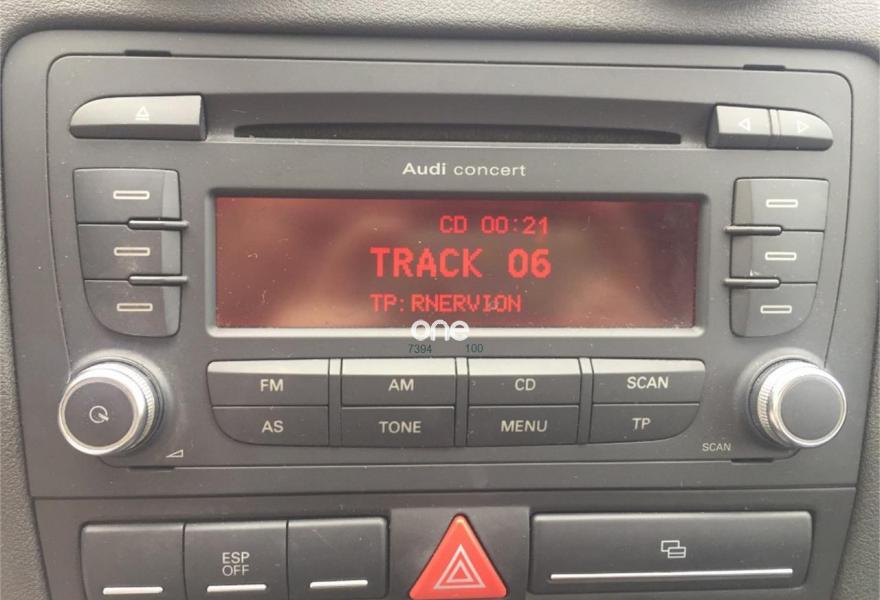 Audi concert
CD 00:21
TRACK 06
TP:RNERVION
one
7394 100
FM AM CD SCAN
AS TONE MENU TP
SCAN
ESP
OFF